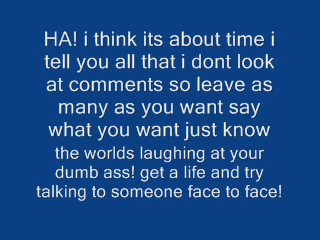 HA! i think its about time i
tell you all that i dont look
at comments so leave as
many as you want say
what you want just know
the worlds laughing at your
dumb ass! get a life and try
talking to someone face to face!